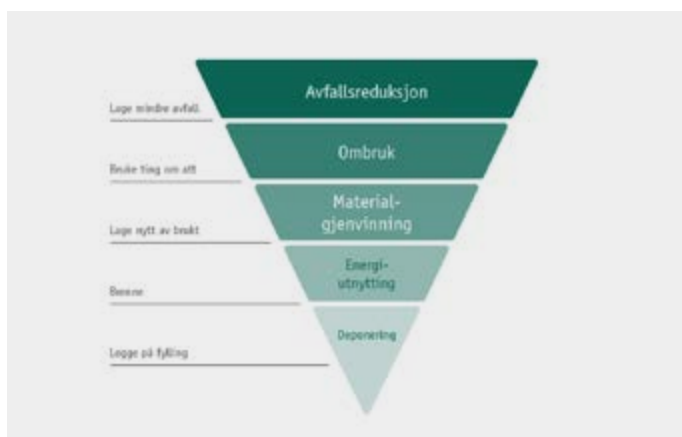 Avfallsreduksjon
Lage mindre avfall
Ombruk
Bruke ting om att
Material-
gjenvinning
Lage nytt av brukt
Energi-
utnytting
Brenne
Deponering
Legge på fylling